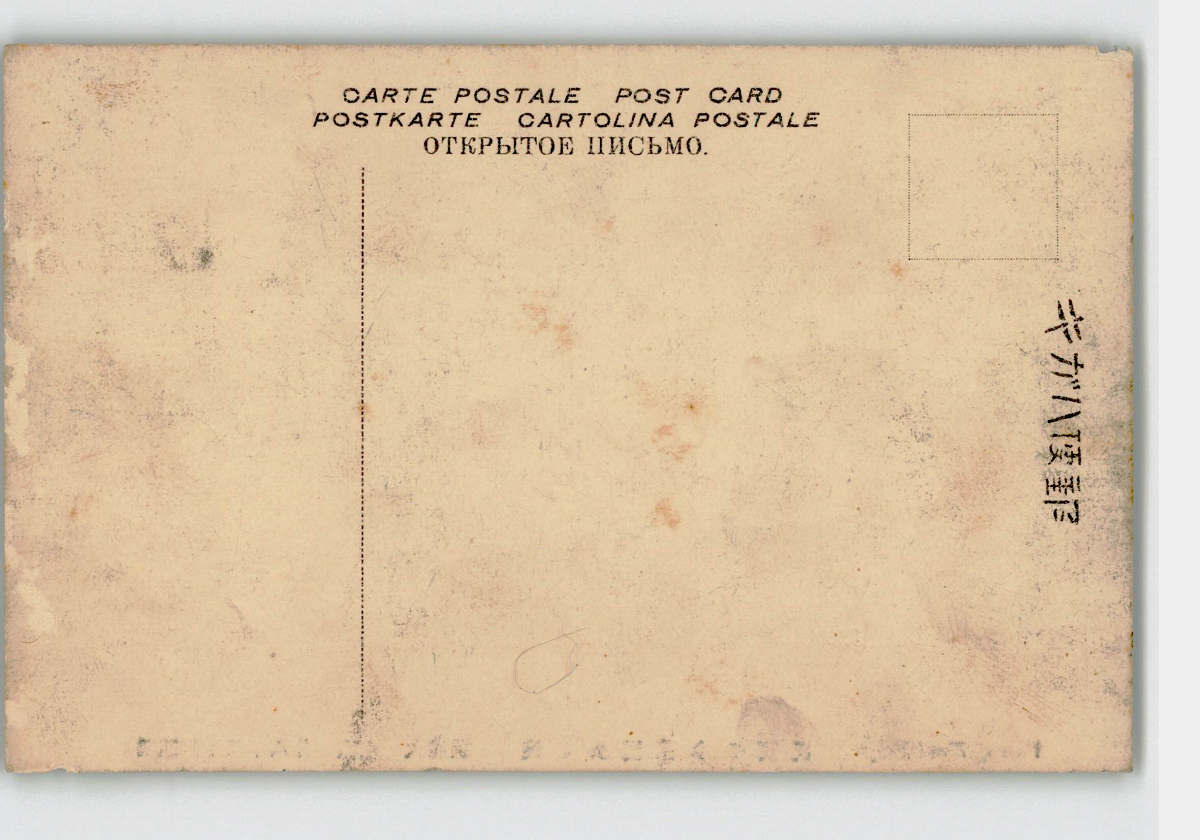 CARTE POSTALE POST CARD
POSTKARTE CARTOLINA POSTALE
ОТКРЫТОЕ ПИСЬМО.
郵便ハガキ